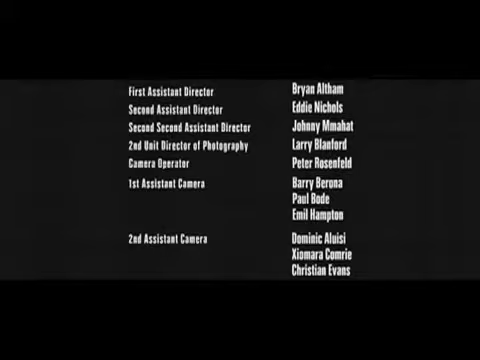 First Assistant Director Bryan Altham
Second Assistant Director Eddie Nichols
Second Second Assistant Director Johnny Mmahat
2nd Unit Director of Photography Larry Blanford
Camera Operator Peter Rosenfeld
1st Assistant Camera Barry Berona
Paul Bode
Emil Hampton
2nd Assistant Camera Dominic Aluisi
Xiomara Comrie
Christian Evans